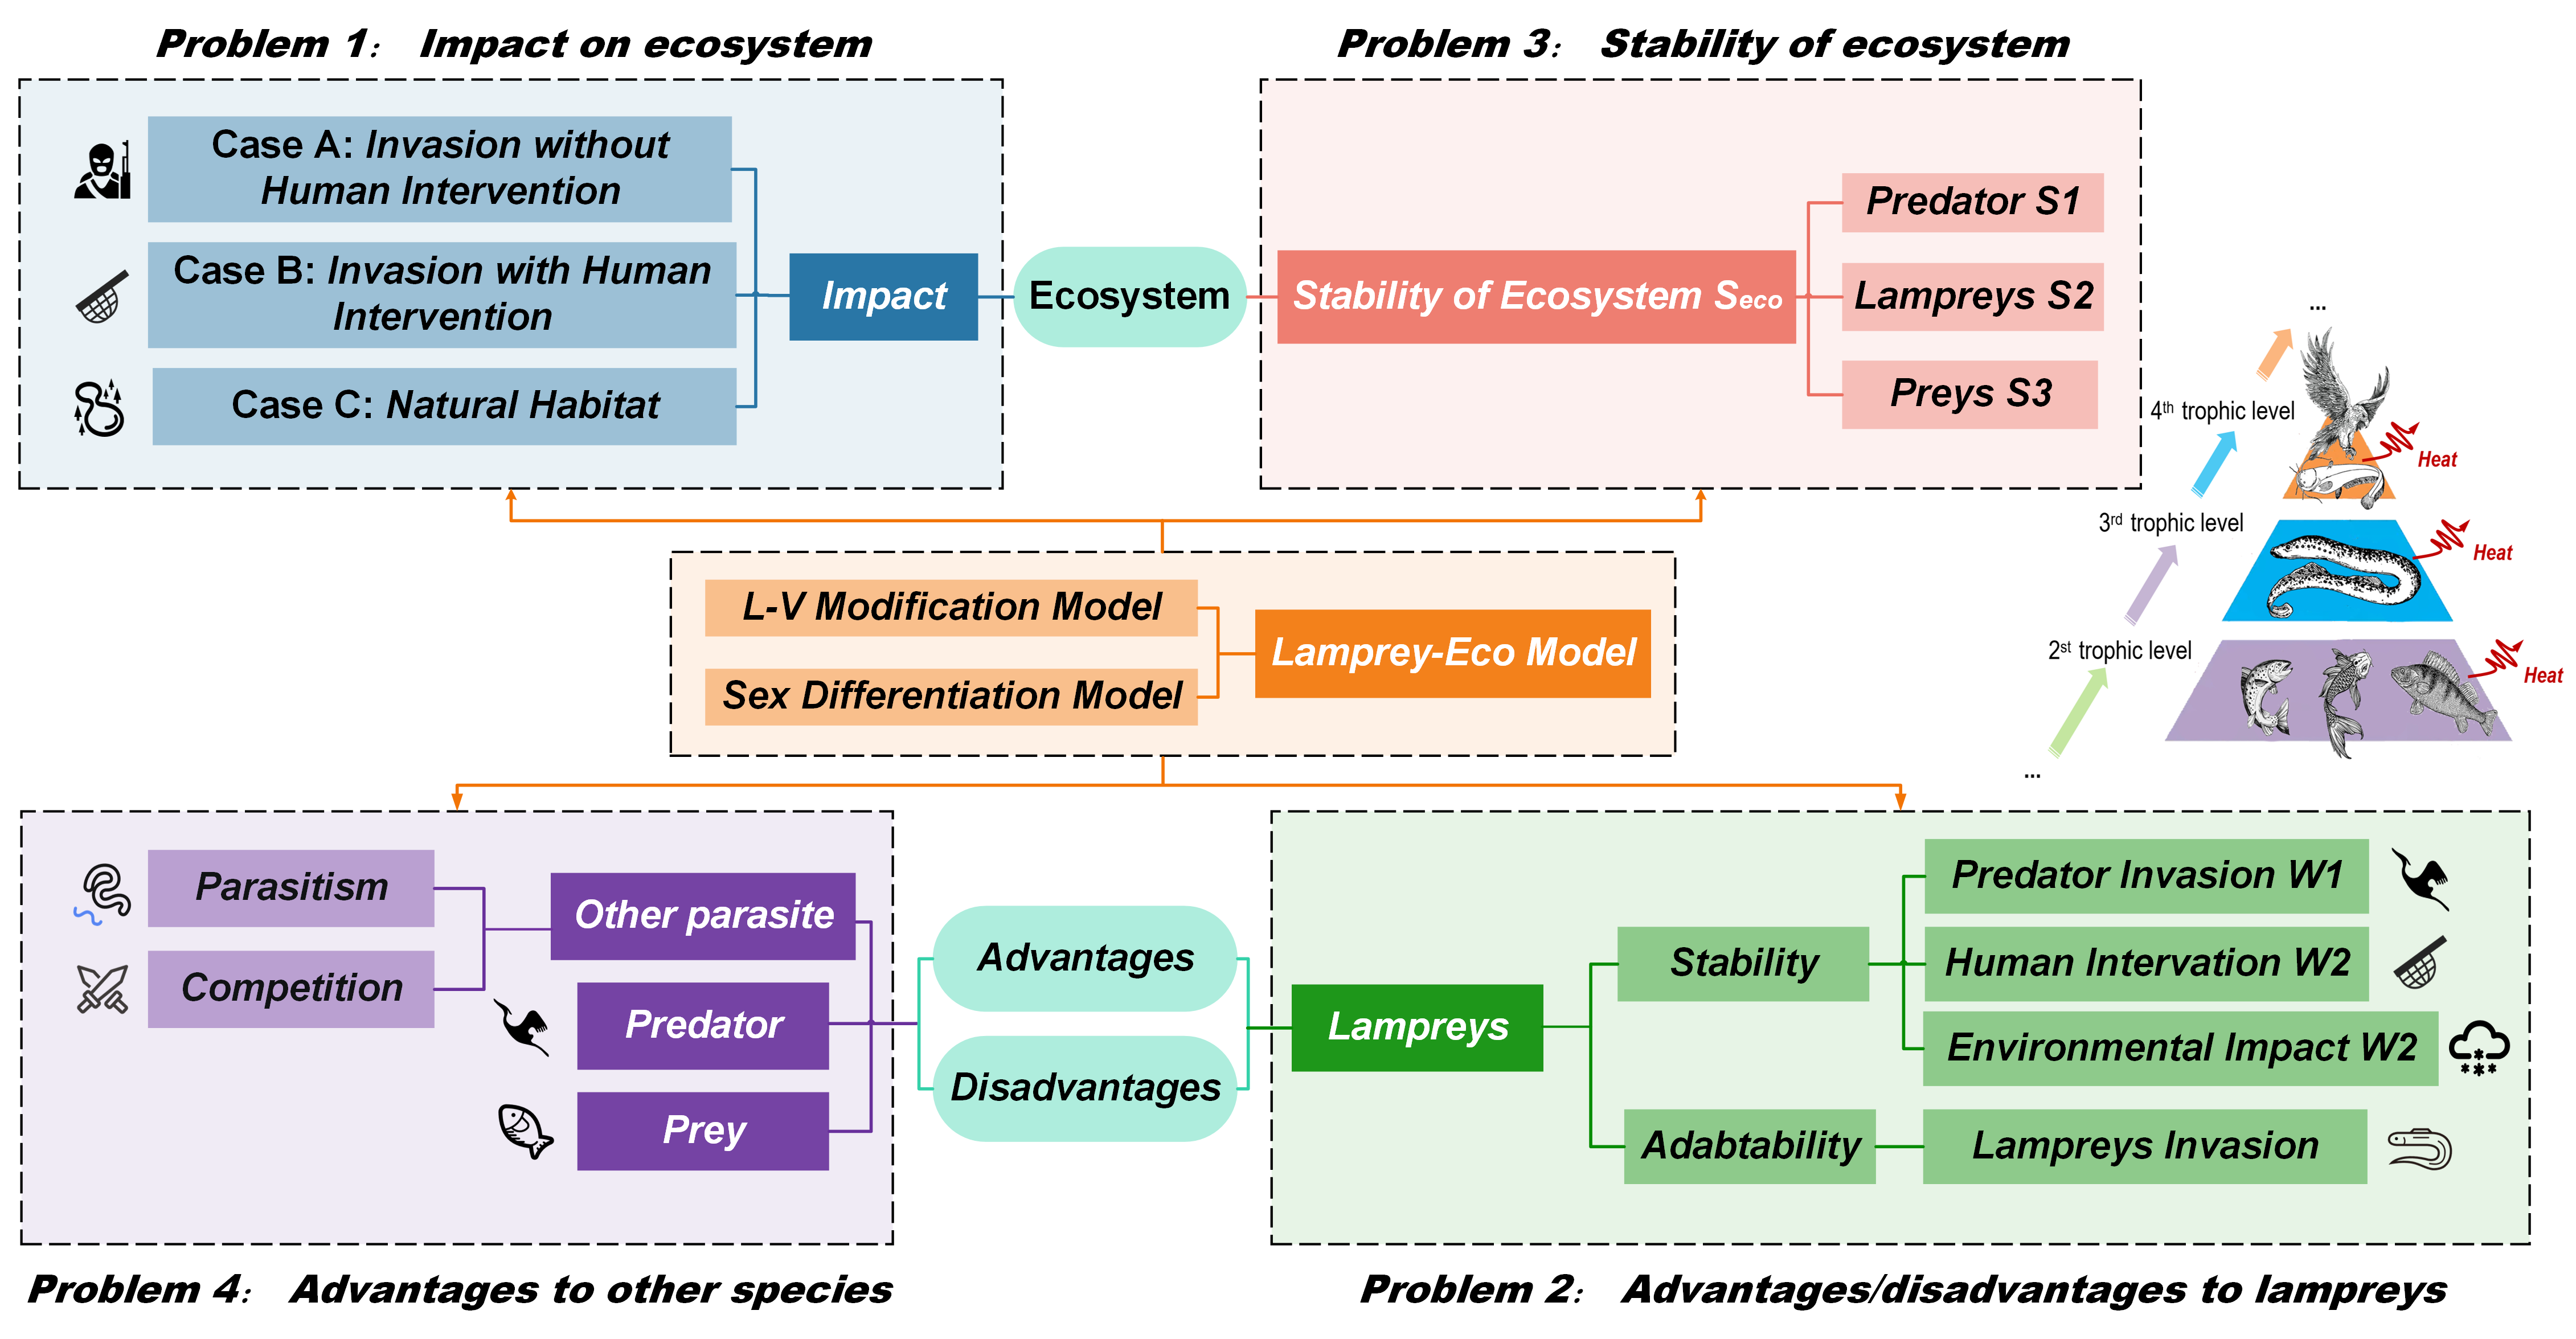 Problem 1: Impact on ecosystem
Case A: Invasion without
Human Intervention
Case B: Invasion with Human
Intervention
Case C: Natural Habitat
Impact
Ecosystem
Problem 3: Stability of ecosystem
Stability of Ecosystem Seco
Predator S1
Lampreys S2
Preys S3
...
4th trophic level
Heat
3rd trophic level
Heat
2st trophic level
Heat
...
L-V Modification Model
Sex Differentiation Model
Lamprey-Eco Model
Parasitism
Competition
Other parasite
Predator
Prey
Advantages
Disadvantages
Lampreys
Stability
Adabtability
Predator Invasion W1
Human Intervation W2
Environmental Impact W2
Lampreys Invasion
Problem 4: Advantages to other species
Problem 2: Advantages/disadvantages to lampreys